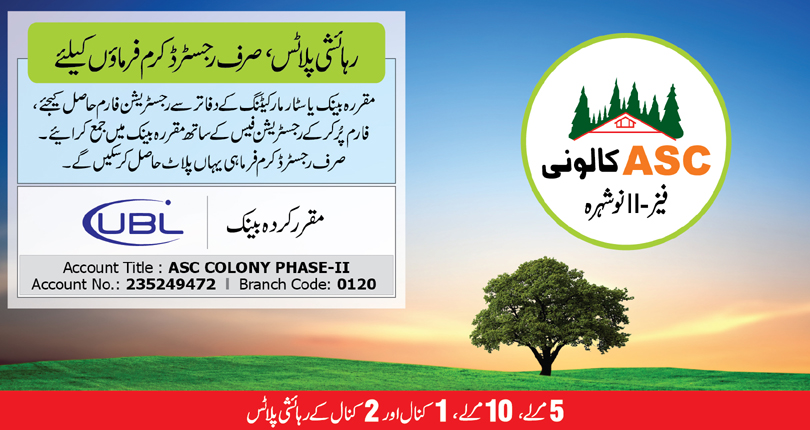 رہائشی پلاٹس، صرف رجسٹرڈ کرم فرماؤں کیلئے
مقررہ بینک یا سٹار مارکیٹنگ کے دفاتر سے رجسٹریشن فارم حاصل کیجئے،
فارم پُر کر کے رجسٹریشن فیس کے ساتھ مقررہ بینک میں جمع کرائیے۔
صرف رجسٹرڈ کرم فرما ہی یہاں پلاٹ حاصل کر سکیں گے۔
UBL
مقرر کردہ بینک
Account Title : ASC COLONY PHASE-II
Account No.: 235249472 | Branch Code: 0120
ASC کالونی
فیز-II نوشہرہ
5 مرلے، 10 مرلے، 1 کنال اور 2 کنال کے رہائشی پلاٹس